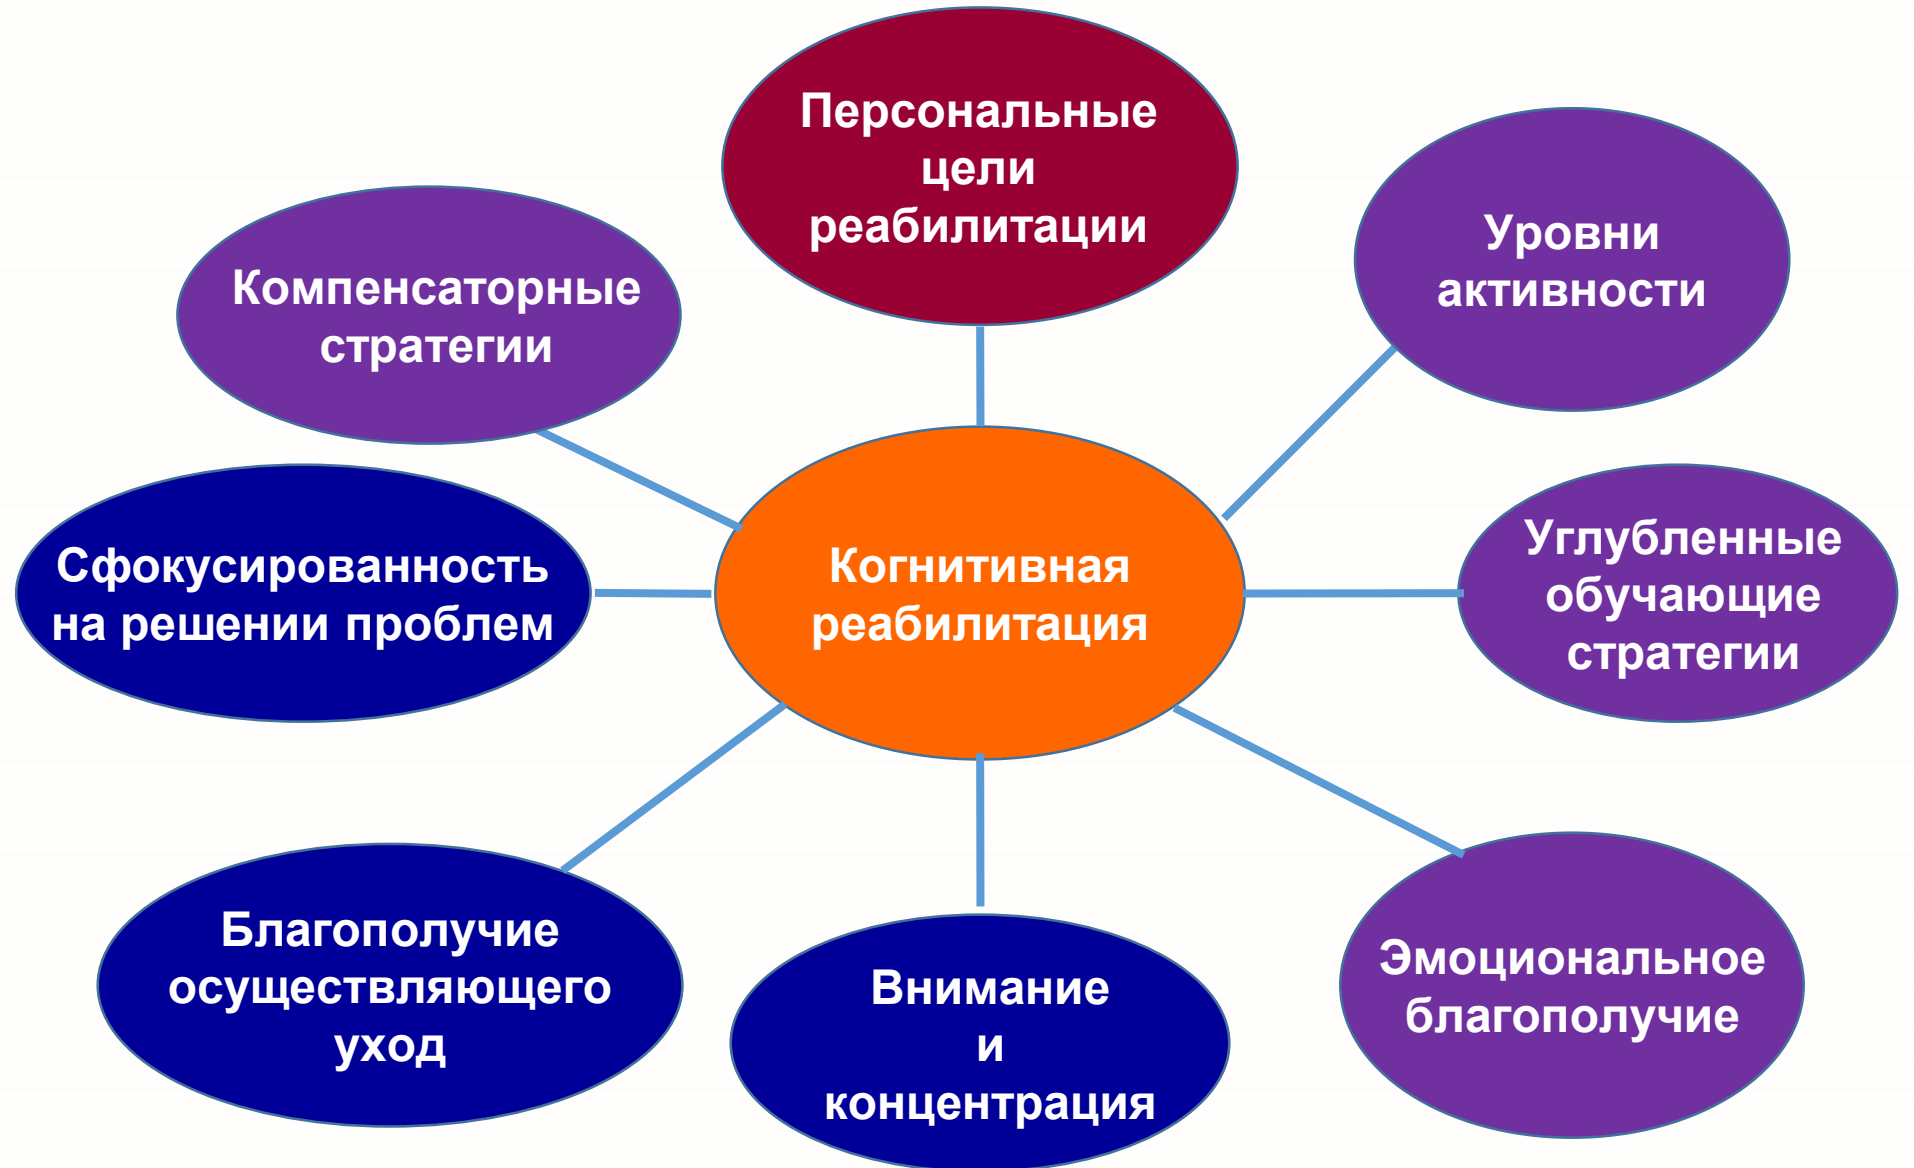 Персональные
цели
реабилитации
Уровни
активности
Компенсаторные
стратегии
Сфокусированность
на решении проблем
Когнитивная
реабилитация
Углубленные
обучающие
стратегии
Благополучие
осуществляющего
уход
Внимание
и
концентрация
Эмоциональное
благополучие